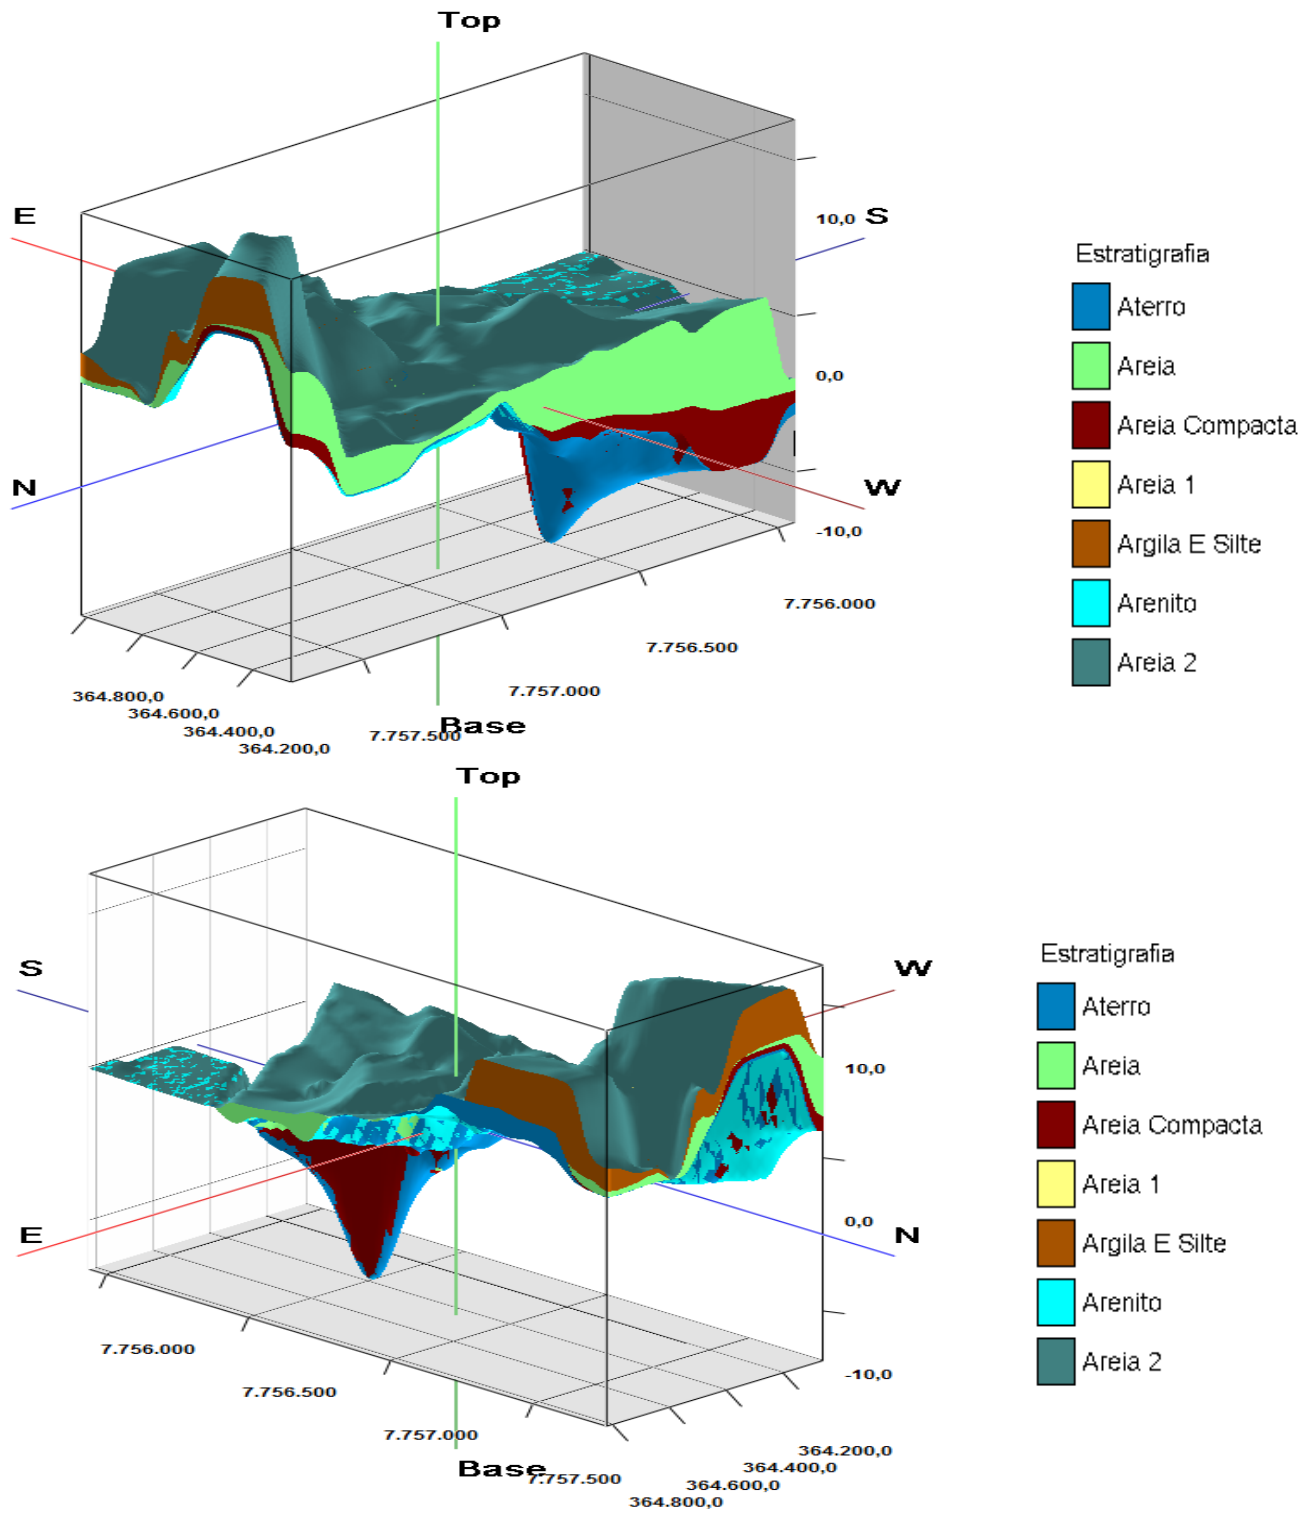 Top
E
S
N
W
10,0
0,0
-10,0
7.756.000
7.756.500
7.757.000
7.757.500
364.800,0
364.600,0
364.400,0
364.200,0
Base
Estratigrafia
Aterro
Areia
Areia Compacta
Areia 1
Argila E Silte
Arenito
Areia 2
Top
S
W
E
N
10,0
0,0
-10,0
7.756.000
7.756.500
7.757.000
7.757.500
364.200,0
364.400,0
364.600,0
364.800,0
Base
Estratigrafia
Aterro
Areia
Areia Compacta
Areia 1
Argila E Silte
Arenito
Areia 2